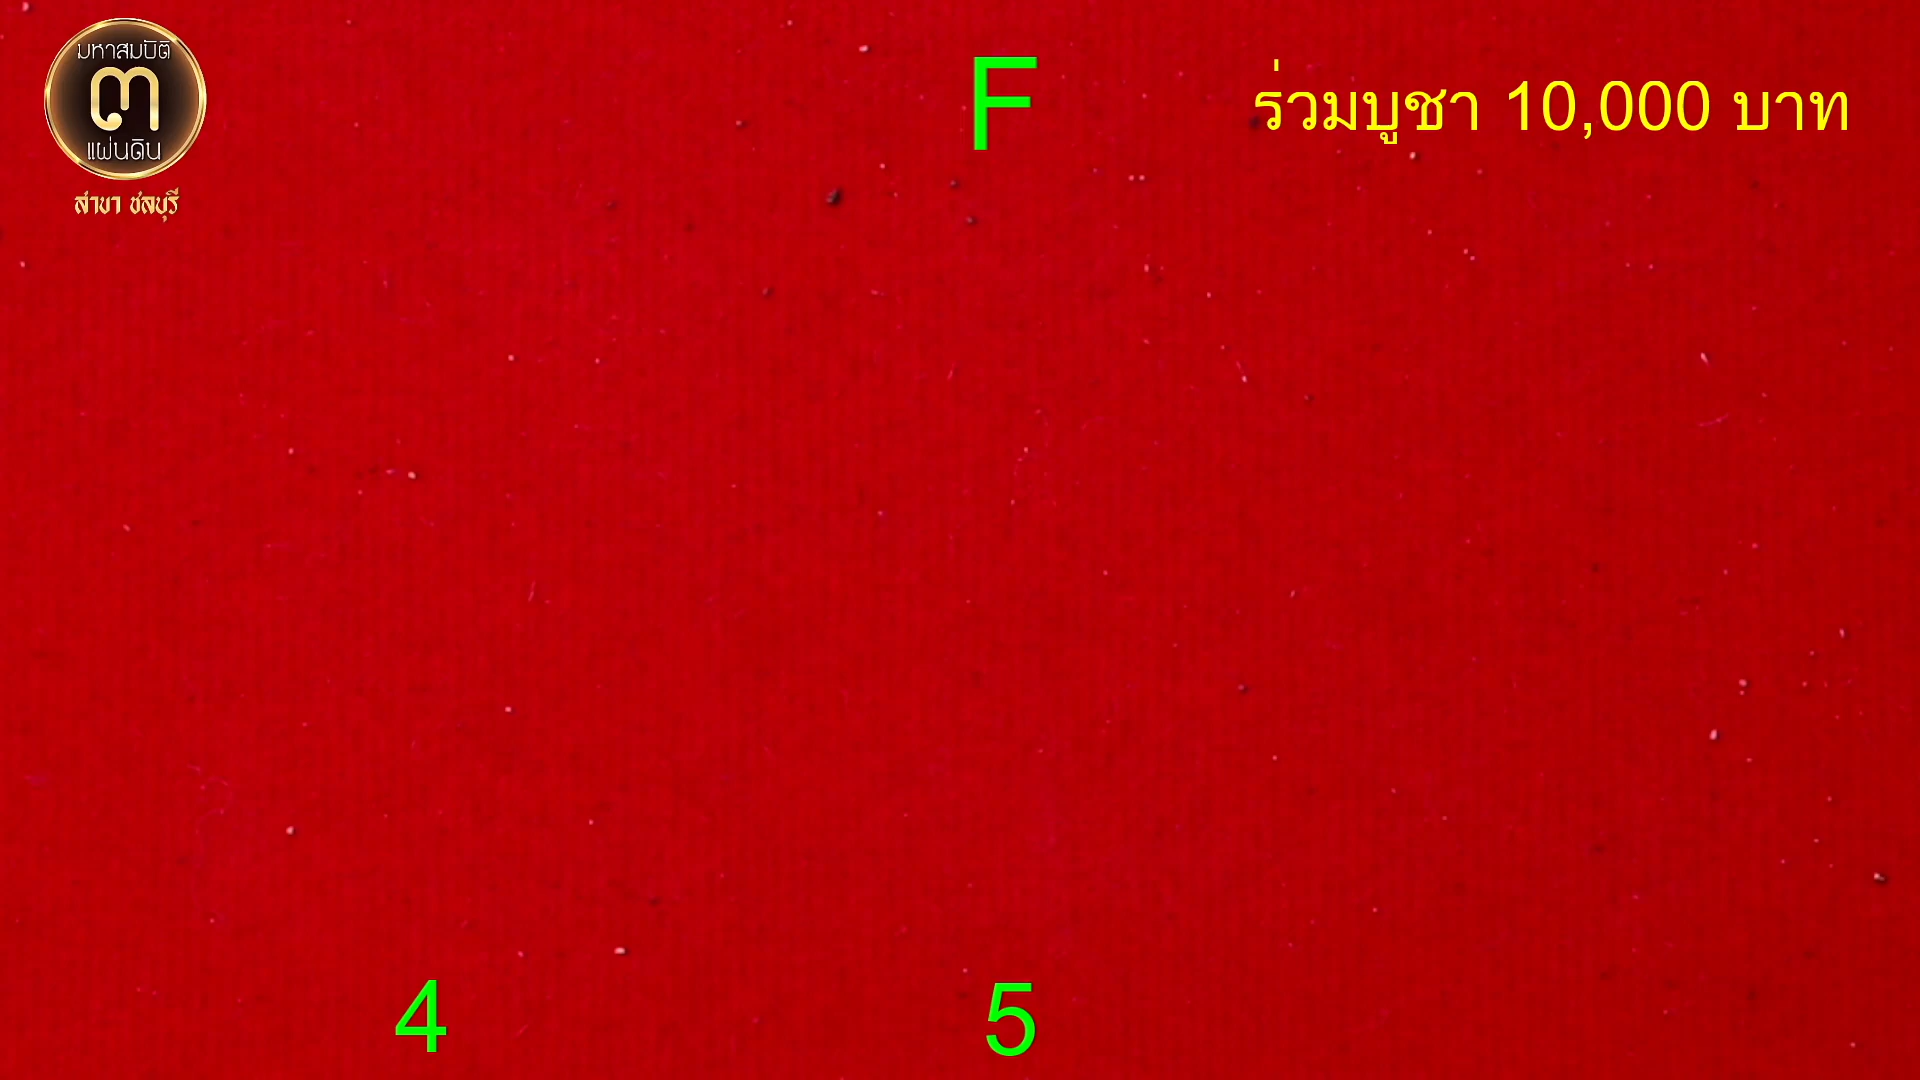 มหาสมบัติ
๓
แผ่นดิน
สาขา ชลบุรี
F
ร่วมบูชา 10,000 บาท
4
5